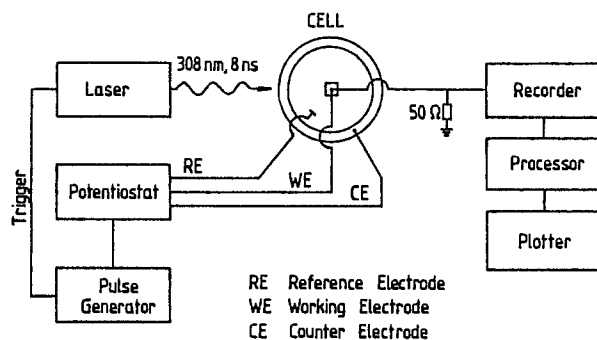 CELL
308 nm, 8 ns
Laser
Recorder
50 Ω
RE
Processor
Potentiostat
WE
CE
Trigger
Plotter
Pulse
Generator
RE Reference Electrode
WE Working Electrode
CE Counter Electrode